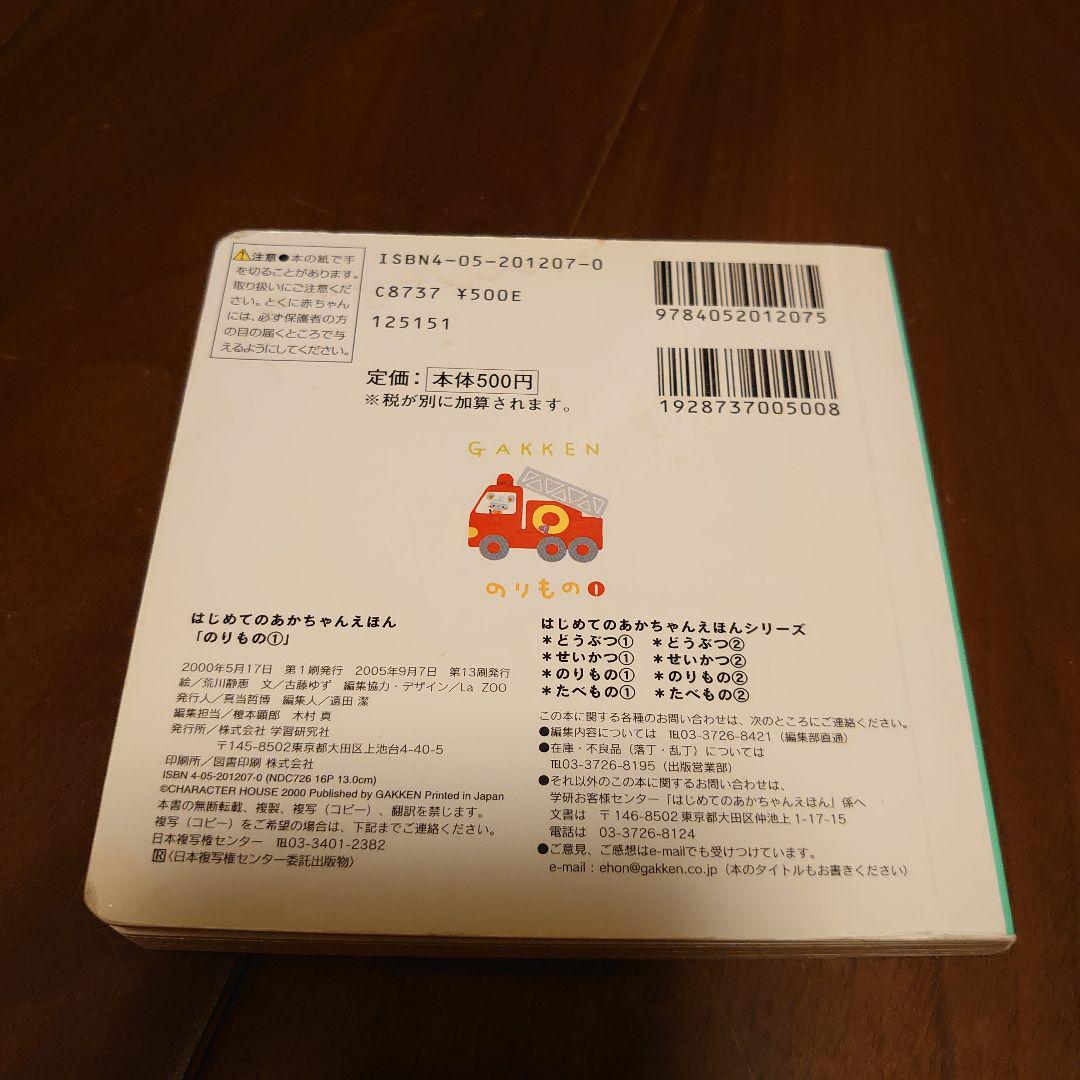 ⚠注意●本の紙で手
を切ることがあります。
取り扱いにご注意くだ
さい。とくに赤ちゃん
には、必ず保護者の方
の目の届くところで与
えるようにしてください。
ISBN4-05-201207-0
C8737 ¥500E
125151
9784052012075
1928737005008
定価: 本体500円
※税が別に加算されます。
GAKKEN
のりもの①
はじめてのあかちゃんえほん
「のりもの①」
2000年5月17日 第1刷発行 2005年9月7日 第13刷発行
絵/荒川静恵 文/古藤ゆず 編集協力・デザイン/La ZOO
発行人/真当哲博 編集人/遠田 潔
編集担当/榎本顕郎 木村 真
発行所/株式会社 学習研究社
〒145-8502東京都大田区上池台4-40-5
印刷所/図書印刷 株式会社
ISBN 4-05-201207-0 (NDC726 16P 13.0cm)
©CHARACTER HOUSE 2000 Published by GAKKEN Printed in Japan
本書の無断転載、複製、複写（コピー）、翻訳を禁じます。
複写（コピー）をご希望の場合は、下記までご連絡ください。
日本複写権センター ℡03-3401-2382
R〈日本複写権センター委託出版物〉
はじめてのあかちゃんえほんシリーズ
＊どうぶつ① ＊どうぶつ②
＊せいかつ① ＊せいかつ②
＊のりもの① ＊のりもの②
＊たべもの① ＊たべもの②
この本に関する各種のお問い合わせは、次のところにご連絡ください。
●編集内容については ℡03-3726-8421（編集部直通）
●在庫・不良品（落丁・乱丁）については
℡03-3726-8195（出版営業部）
●それ以外のこの本に関するお問い合わせは、
学研お客様センター「はじめてのあかちゃんえほん」係へ
文書は 〒146-8502 東京都大田区仲池上1-17-15
電話は 03-3726-8124
●ご意見、ご感想はe-mailでも受けつけています。
e-mail : ehon@gakken.co.jp（本のタイトルもお書きください）